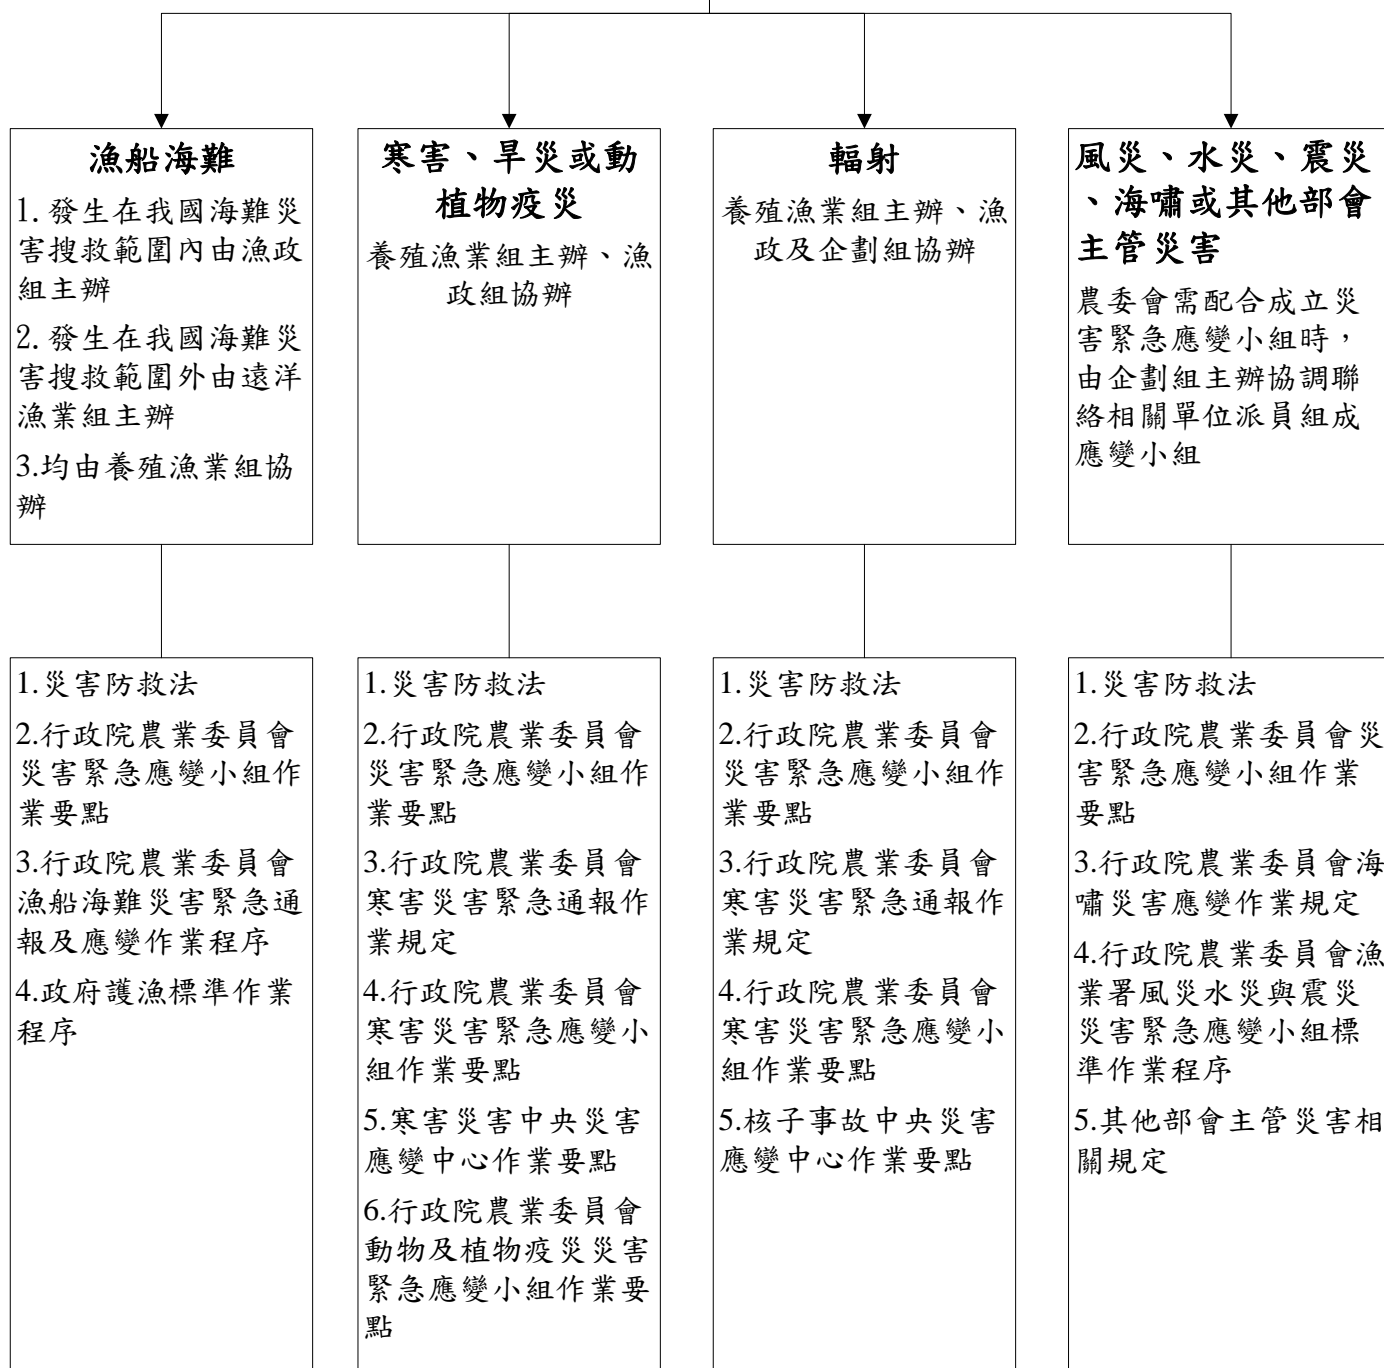 漁船海難
1. 發生在我國海難災
害搜救範圍內由漁政
組主辦
2. 發生在我國海難災
害搜救範圍外由遠洋
漁業組主辦
3.均由養殖漁業組協
辦
寒害、旱災或動
植物疫災
養殖漁業組主辦、漁
政組協辦
輻射
養殖漁業組主辦、漁
政及企劃組協辦
風災、水災、震災
、海嘯或其他部會
主管災害
農委會需配合成立災
害緊急應變小組時，
由企劃組主辦協調聯
絡相關單位派員組成
應變小組
1.災害防救法
2.行政院農業委員會
災害緊急應變小組作
業要點
3.行政院農業委員會
漁船海難災害緊急通
報及應變作業程序
4.政府護漁標準作業
程序
1.災害防救法
2.行政院農業委員會
災害緊急應變小組作
業要點
3.行政院農業委員會
寒害災害緊急通報作
業規定
4.行政院農業委員會
寒害災害緊急應變小
組作業要點
5.寒害災害中央災害
應變中心作業要點
6.行政院農業委員會
動物及植物疫災災害
緊急應變小組作業要
點
1.災害防救法
2.行政院農業委員會
災害緊急應變小組作
業要點
3.行政院農業委員會
寒害災害緊急通報作
業規定
4.行政院農業委員會
寒害災害緊急應變小
組作業要點
5.核子事故中央災害
應變中心作業要點
1.災害防救法
2.行政院農業委員會災
害緊急應變小組作業
要點
3.行政院農業委員會海
嘯災害應變作業規定
4.行政院農業委員會漁
業署風災水災與震災
災害緊急應變小組標
準作業程序
5.其他部會主管災害相
關規定